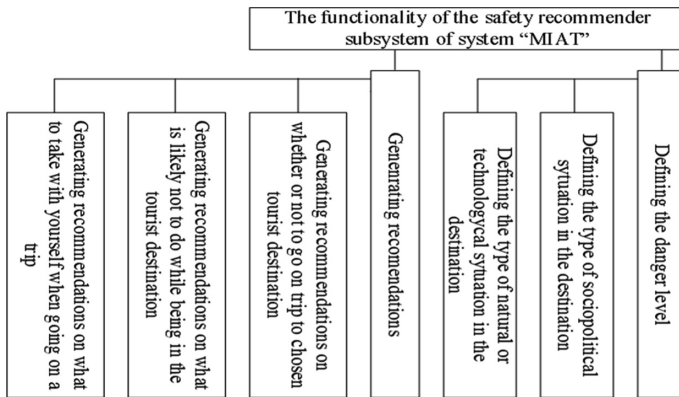 The functionality of the safety recommender
subsystem of system “MIAT”
Generating recommendations on what
to take with yourself when going on a
trip
Generating recommendations on what
is likely not to do while being in the
tourist destination
Generating recommendations on
whether or not to go on trip to chosen
tourist destination
Genenrating recomendations
Defining the type of natural or
technologycal sytuation in the
destination
Defining the type of sociopolitical
sytuation in the destination
Defining the danger level